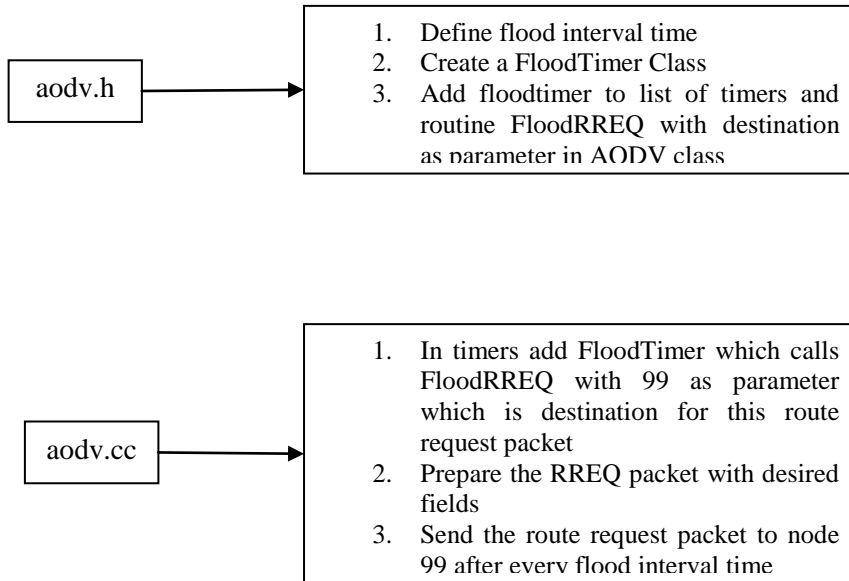 1. Define flood interval time
2. Create a FloodTimer Class
aodv.h
3. Add floodtimer to list of timers and
routine FloodRREQ with destination
as parameter in AODV class
1. In timers add FloodTimer which calls
FloodRREQ with 99 as parameter
which is destination for this route
request packet
aodv.cc
2. Prepare the RREQ packet with desired
fields
3. Send the route request packet to node
99 after every flood interval time